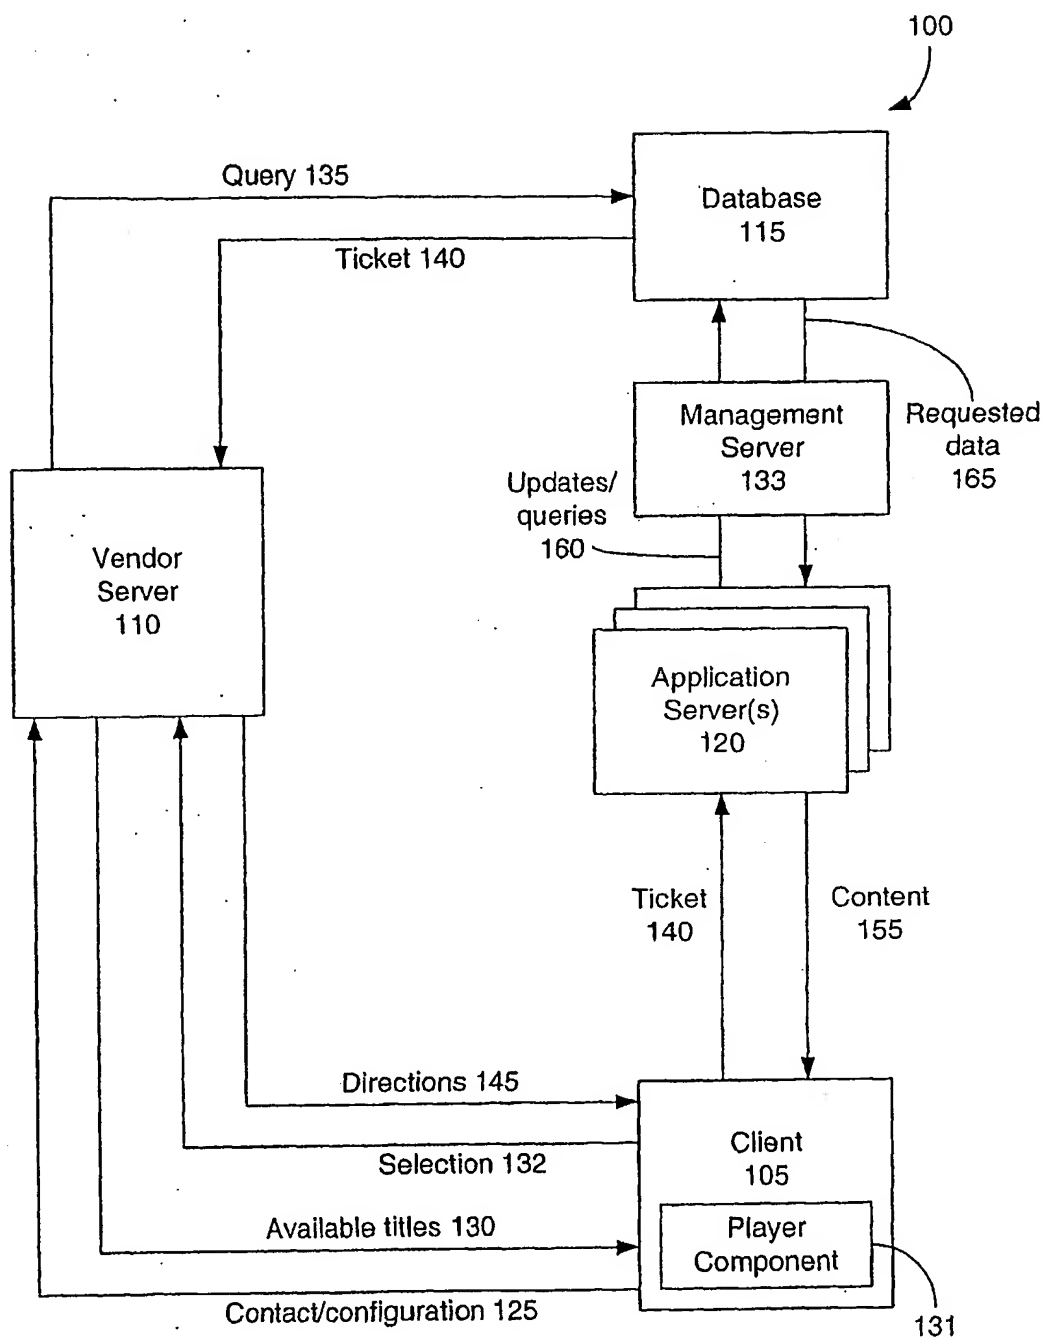 100
Query 135
Database
115
Ticket 140
Management
Server
133
Requested
data
165
Updates/
queries
160
Vendor
Server
110
Application
Server(s)
120
Ticket
140
Content
155
Directions 145
Client
105
Selection 132
Available titles 130
Player
Component
Contact/configuration 125
131